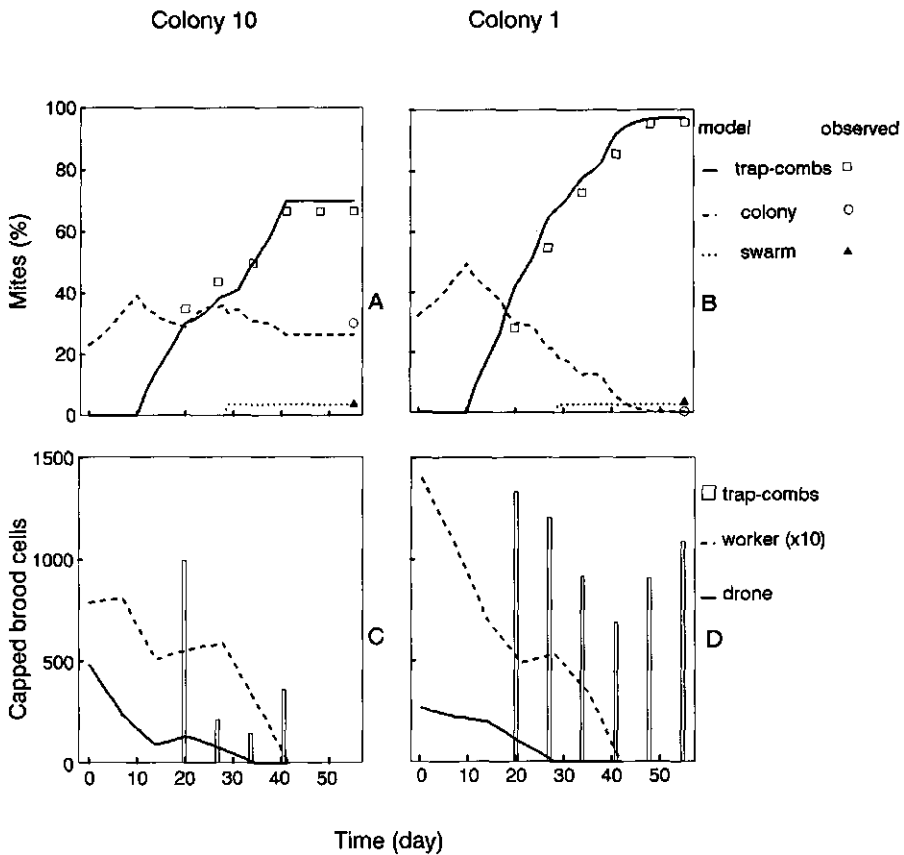 Colony 10
Colony 1
100
80
60
40
20
0
Mites (%)
A
B
model observed
trap-combs
colony
swarm
1500
1000
500
0
Capped brood cells
C
D
trap-combs
worker (x10)
drone
0 10 20 30 40 50
0 10 20 30 40 50
Time (day)